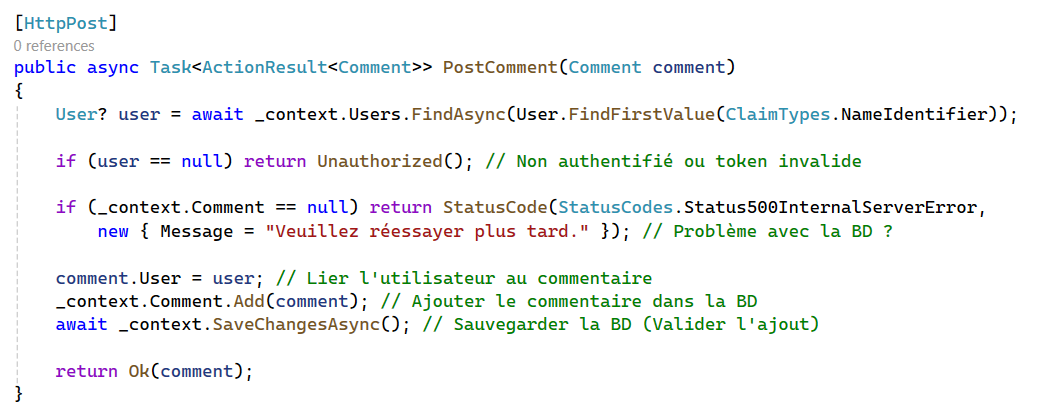 [HttpPost]
0 references
public async Task<ActionResult<Comment>> PostComment(Comment comment)
{
    User? user = await _context.Users.FindAsync(User.FindFirstValue(ClaimTypes.NameIdentifier));
    if (user == null) return Unauthorized(); // Non authentifié ou token invalide
    if (_context.Comment == null) return StatusCode(StatusCodes.Status500InternalServerError,
        new { Message = "Veuillez réessayer plus tard." }); // Problème avec la BD ?
    comment.User = user; // Lier l'utilisateur au commentaire
    _context.Comment.Add(comment); // Ajouter le commentaire dans la BD
    await _context.SaveChangesAsync(); // Sauvegarder la BD (Valider l'ajout)
    return Ok(comment);
}